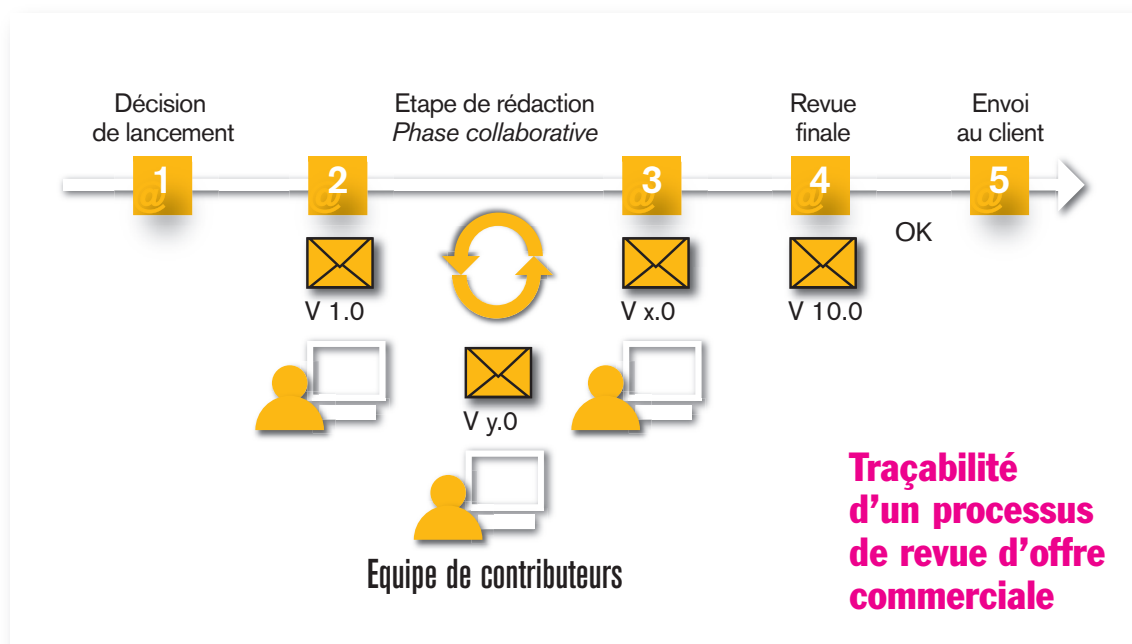 Décision
de lancement
Etape de rédaction
Phase collaborative
Revue
finale
Envoi
au client
1
2
3
4
5
@
@
@
@
@
OK
V 1.0
V x.0
V 10.0
V y.0
Equipe de contributeurs
Traçabilité
d'un processus
de revue d'offre
commerciale